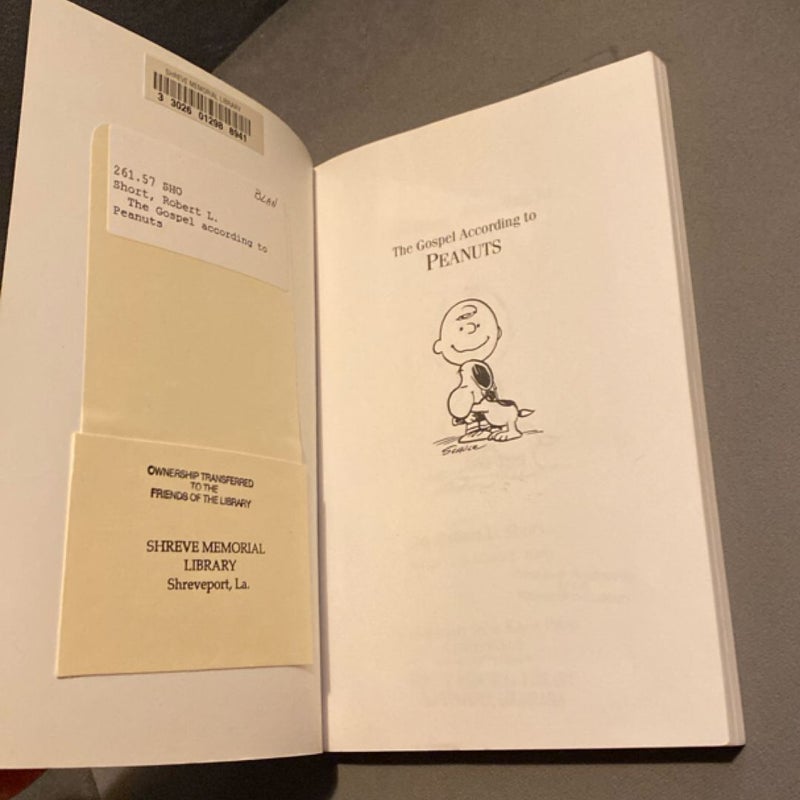 SHREVE MEMORIAL LIBRARY
3 3026 01298 8941
261.57 SHO
Short, Robert L.
The Gospel according to
Peanuts
OWNERSHIP TRANSFERRED
TO THE
FRIENDS OF THE LIBRARY
SHREVE MEMORIAL
LIBRARY
Shreveport, La.
The Gospel According to
PEANUTS
SCHULZ